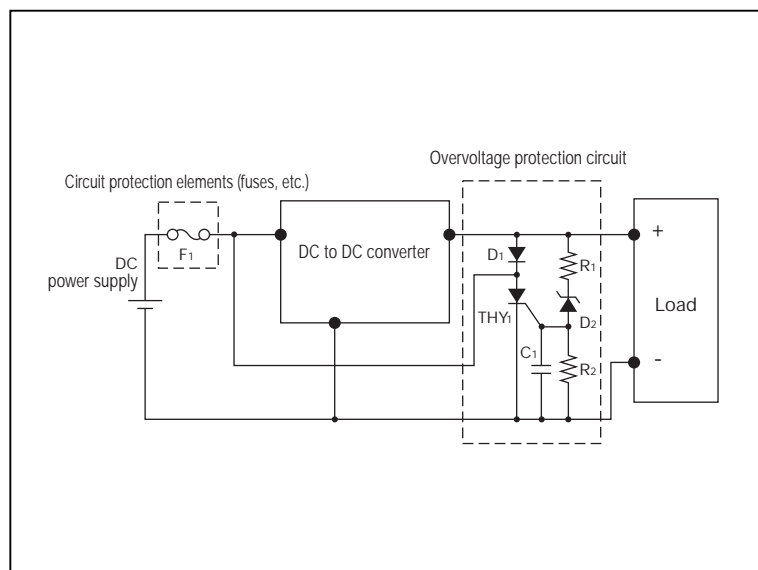 Overvoltage protection circuit
Circuit protection elements (fuses, etc.)
F1
DC
power supply
DC to DC converter
D1
THY1
C1
R1
D2
R2
+
Load
-